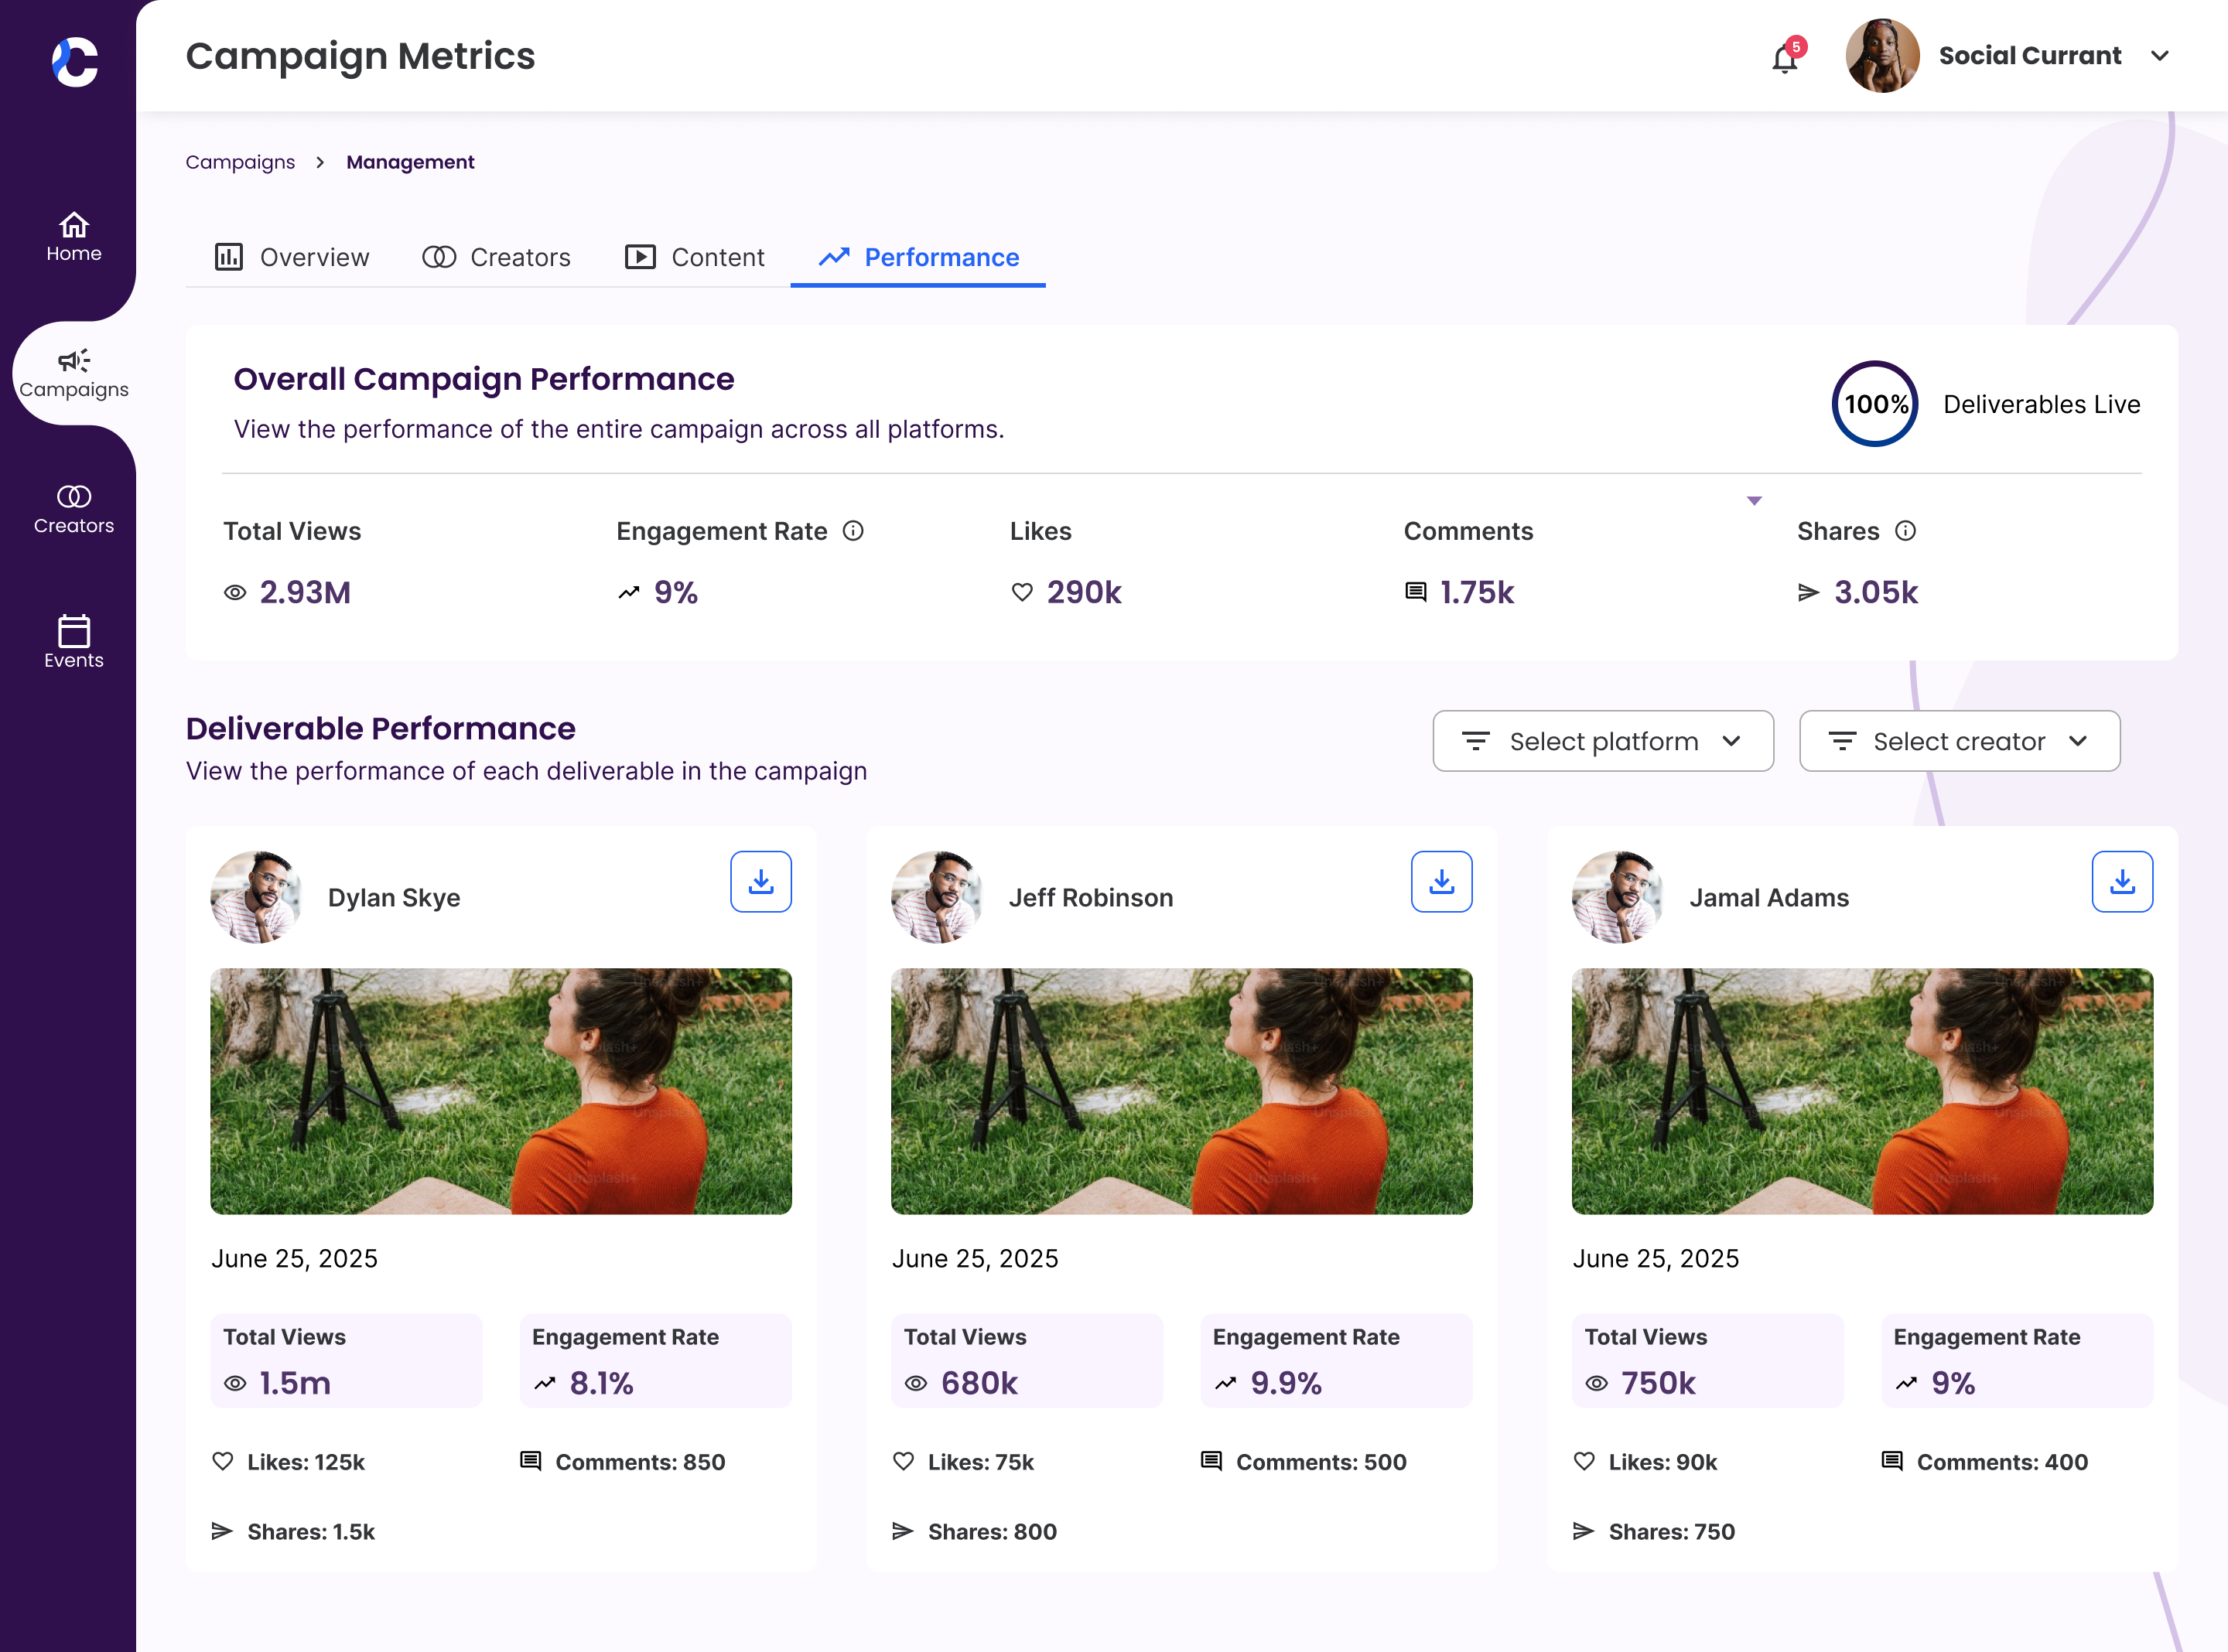 Campaign Metrics
5
Social Currant
Home
Campaigns
Creators
Events
Campaigns > Management
Overview
Creators
Content
Performance
Overall Campaign Performance
View the performance of the entire campaign across all platforms.
100%
Deliverables Live
Total Views
Engagement Rate
Likes
Comments
Shares
2.93M
9%
290k
1.75k
3.05k
Deliverable Performance
View the performance of each deliverable in the campaign
Select platform
Select creator
Dylan Skye
Unsplash+
Unsplash+
June 25, 2025
Total Views
1.5m
Engagement Rate
8.1%
Likes: 125k
Comments: 850
Shares: 1.5k
Jeff Robinson
Unsplash+
Unsplash+
June 25, 2025
Total Views
680k
Engagement Rate
9.9%
Likes: 75k
Comments: 500
Shares: 800
Jamal Adams
Unsplash+
Unsplash+
June 25, 2025
Total Views
750k
Engagement Rate
9%
Likes: 90k
Comments: 400
Shares: 750